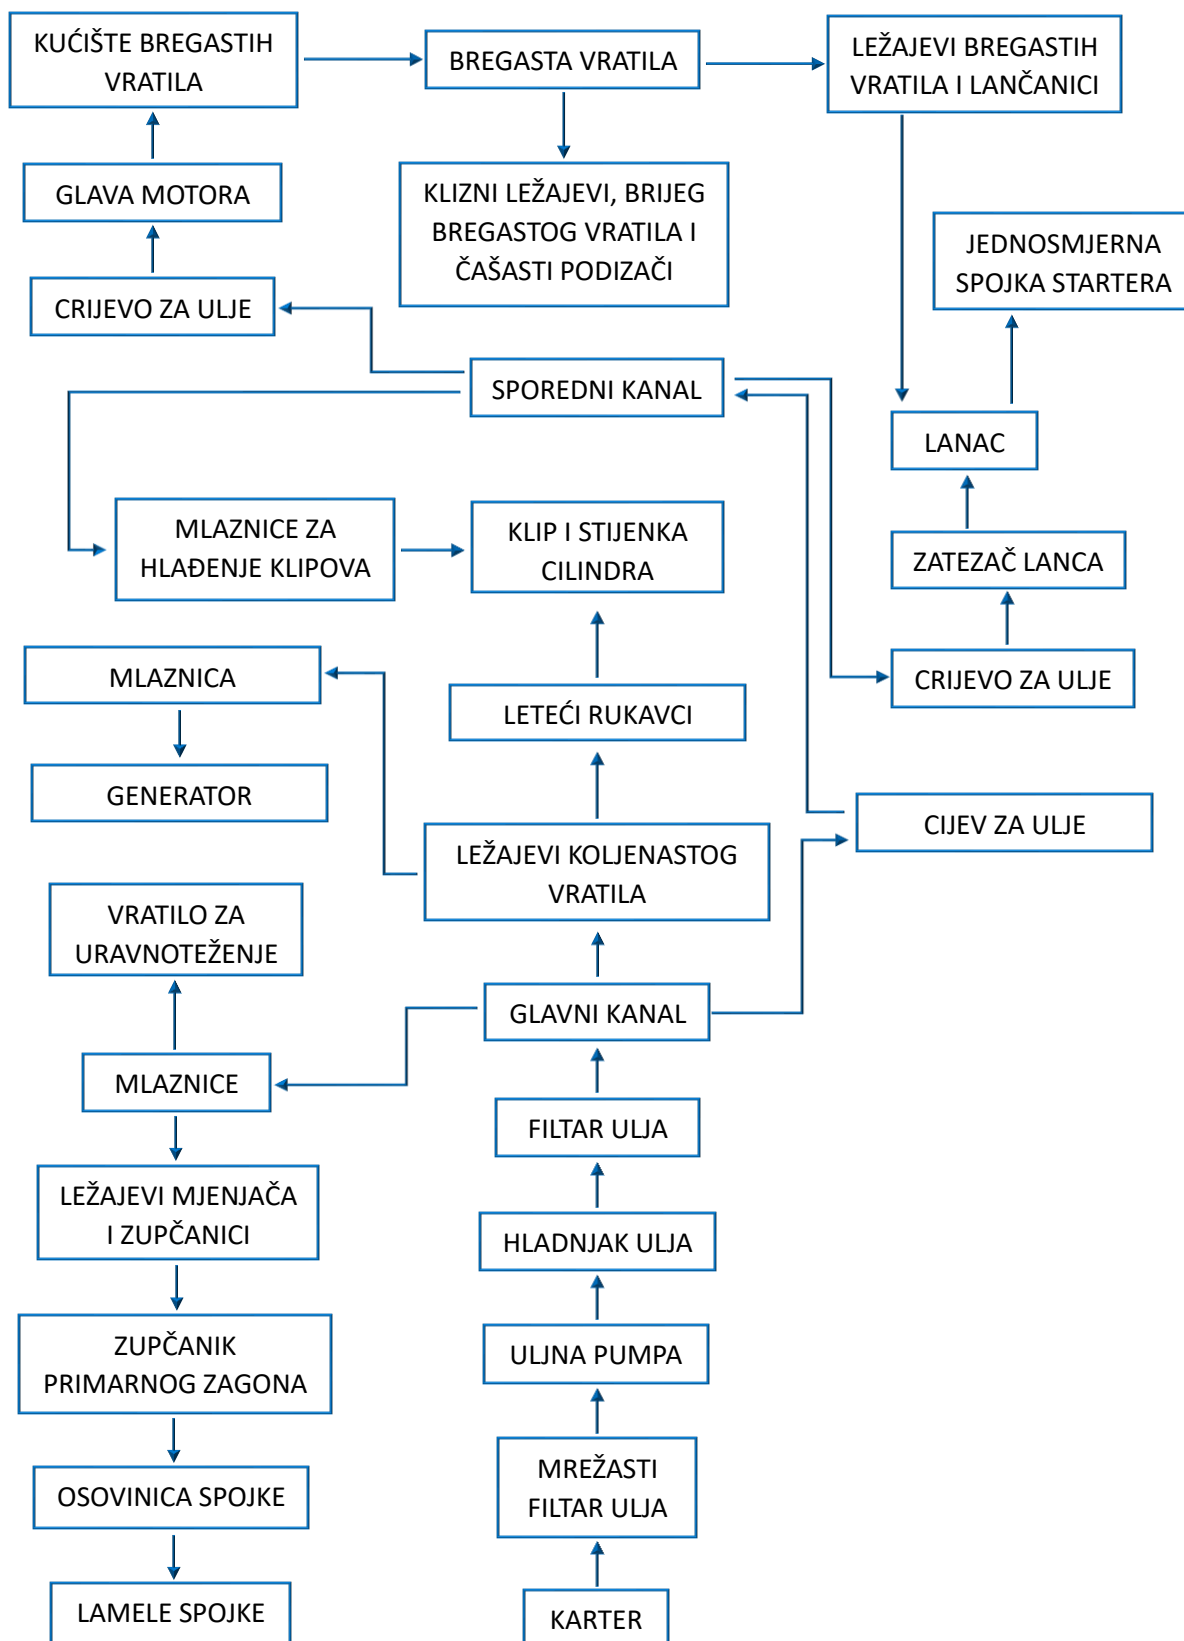 KUĆIŠTE BREGASTIH
VRATILA
BREGASTA VRATILA
LEŽAJEVI BREGASTIH
VRATILA I LANČANICI
GLAVA MOTORA
KLIZNI LEŽAJEVI, BRIJEG
BREGASTOG VRATILA I
ČAŠASTI PODIZAČI
JEDNOSMJERNA
SPOJKA STARTERA
CRIJEVO ZA ULJE
SPOREDNI KANAL
LANAC
MLAZNICE ZA
HLAĐENJE KLIPOVA
KLIP I STIJENKA
CILINDRA
ZATEZAČ LANCA
MLAZNICA
CRIJEVO ZA ULJE
LETEĆI RUKAVCI
GENERATOR
CIJEV ZA ULJE
LEŽAJEVI KOLJENASTOG
VRATILA
VRATILO ZA
URAVNOTEŽENJE
GLAVNI KANAL
MLAZNICE
FILTAR ULJA
LEŽAJEVI MJENJAČA
I ZUPČANICI
HLADNJAK ULJA
ZUPČANIK
PRIMARNOG ZAGONA
ULJNA PUMPA
MREŽASTI
FILTAR ULJA
OSOVINICA SPOJKE
LAMELE SPOJKE
KARTER